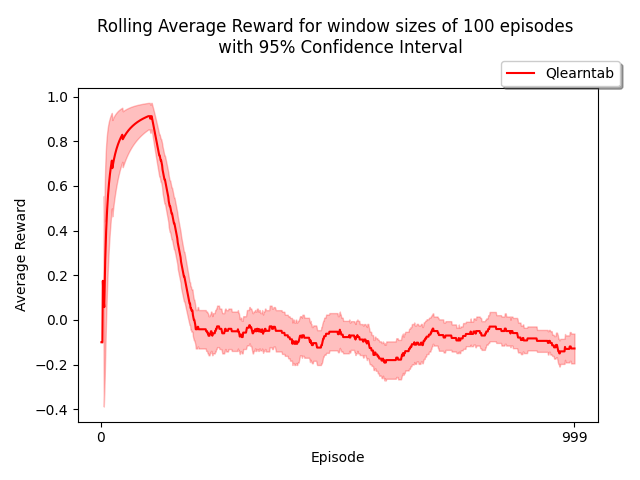 Rolling Average Reward for window sizes of 100 episodes
with 95% Confidence Interval
Qlearntab
1.0
0.8
0.6
0.4
0.2
0.0
−0.2
−0.4
Average Reward
0
999
Episode